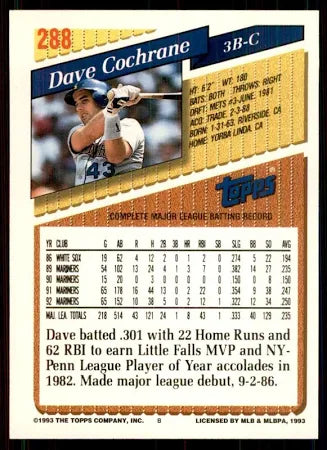 288
Dave Cochrane
3B-C
HT: 6'2" WT: 180
BATS: BOTH THROWS: RIGHT
DRFT: METS #3-JUNE, 1981
ACQ: TRADE, 2-3-88
BORN: 1-31-63, RIVERSIDE, CA
HOME: YORBA LINDA, CA
43
TOPPS
COMPLETE MAJOR LEAGUE BATTING RECORD
YR CLUB G AB R H 2B 3B HR RBI SB SLG BB SO AVG
86 WHITE SOX 19 62 4 12 2 0 1 2 0 .274 5 22 .194
89 MARINERS 54 102 13 24 4 1 3 7 0 .382 14 27 .235
90 MARINERS 15 20 0 3 0 0 0 0 0 .150 0 8 .150
91 MARINERS 65 178 16 44 13 0 2 22 0 .354 9 38 .247
92 MARINERS 65 152 10 38 5 0 2 12 1 .322 12 34 .250
MAJ. LEA. TOTALS 218 514 43 121 24 1 8 43 1 .333 40 129 .235
Dave batted .301 with 22 Home Runs and
62 RBI to earn Little Falls MVP and NY-
Penn League Player of Year accolades in
1982. Made major league debut, 9-2-86.
©1993 THE TOPPS COMPANY, INC. 8 LICENSED BY MLB & MLBPA, 1993